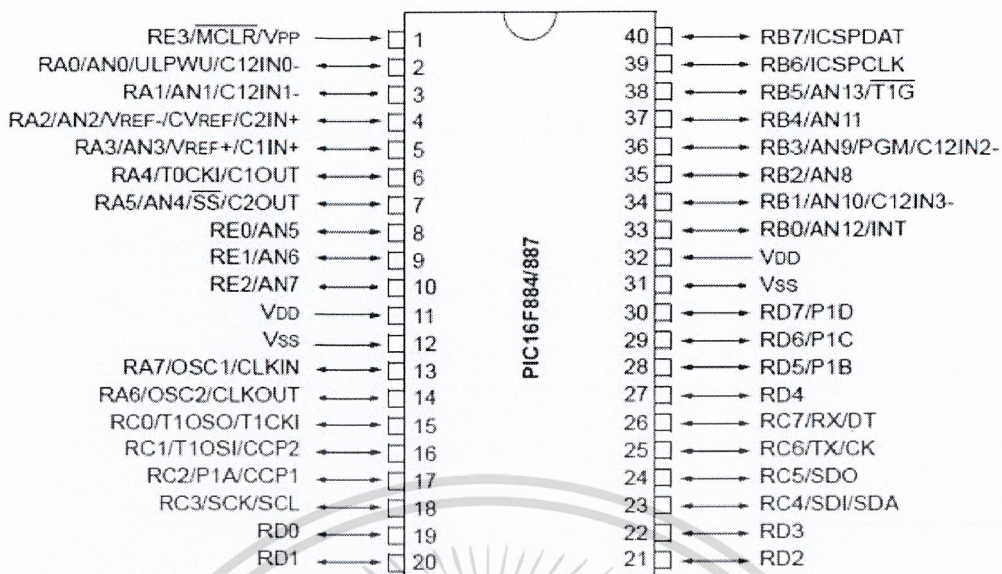 RE3/MCLR/VPP 1
RA0/AN0/ULPWU/C12IN0- 2
RA1/AN1/C12IN1- 3
RA2/AN2/VREF-/CVREF/C2IN+ 4
RA3/AN3/VREF+/C1IN+ 5
RA4/T0CKI/C1OUT 6
RA5/AN4/SS/C2OUT 7
RE0/AN5 8
RE1/AN6 9
RE2/AN7 10
VDD 11
VSS 12
RA7/OSC1/CLKIN 13
RA6/OSC2/CLKOUT 14
RC0/T1OSO/T1CKI 15
RC1/T1OSI/CCP2 16
RC2/P1A/CCP1 17
RC3/SCK/SCL 18
RD0 19
RD1 20
PIC16F884/887
40 RB7/ICSPDAT
39 RB6/ICSPCLK
38 RB5/AN13/T1G
37 RB4/AN11
36 RB3/AN9/PGM/C12IN2-
35 RB2/AN8
34 RB1/AN10/C12IN3-
33 RB0/AN12/INT
32 VDD
31 VSS
30 RD7/P1D
29 RD6/P1C
28 RD5/P1B
27 RD4
26 RC7/RX/DT
25 RC6/TX/CK
24 RC5/SDO
23 RC4/SDI/SDA
22 RD3
21 RD2